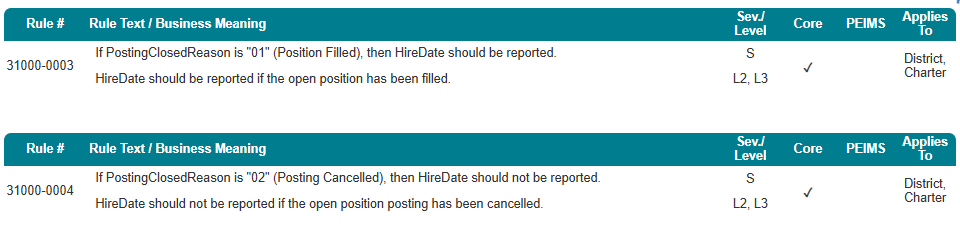 Rule # Rule Text / Business Meaning Sev./ Level Core PEIMS Applies To
31000-0003 If PostingClosedReason is "01" (Position Filled), then HireDate should be reported. S ✓ District, Charter
HireDate should be reported if the open position has been filled. L2, L3
Rule # Rule Text / Business Meaning Sev./ Level Core PEIMS Applies To
31000-0004 If PostingClosedReason is "02" (Posting Cancelled), then HireDate should not be reported. S ✓ District, Charter
HireDate should not be reported if the open position posting has been cancelled. L2, L3